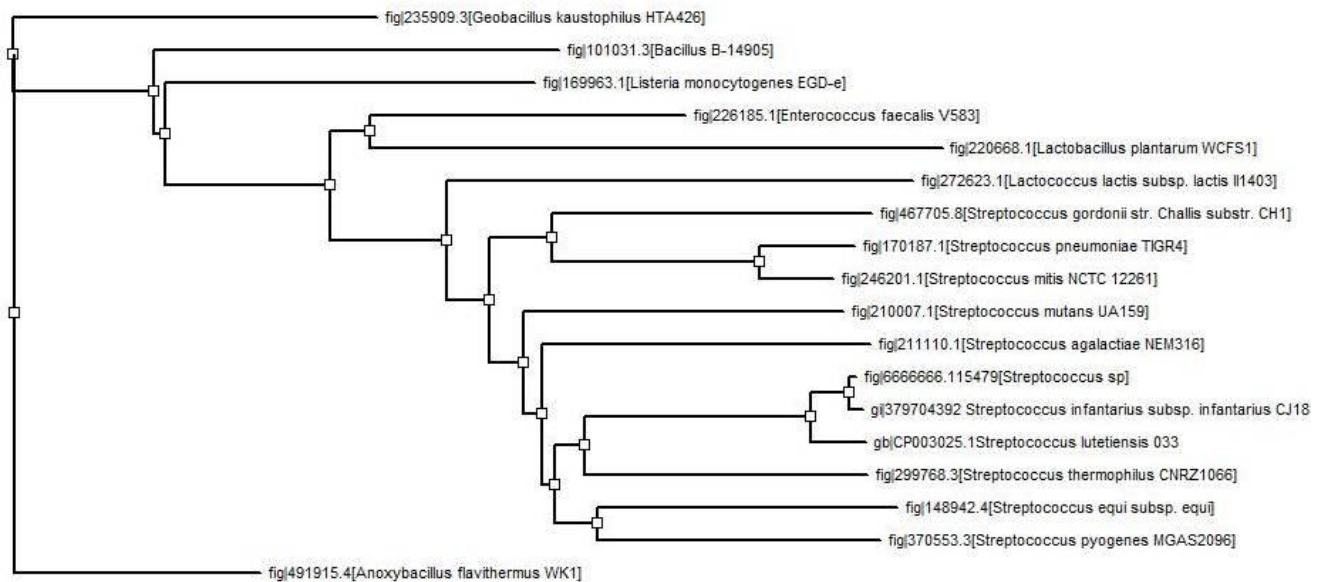 fig|235909.3[Geobacillus kaustophilus HTA426]
fig|101031.3[Bacillus B-14905]
fig|169963.1[Listeria monocytogenes EGD-e]
fig|226185.1[Enterococcus faecalis V583]
fig|220668.1[Lactobacillus plantarum WCFS1]
fig|272623.1[Lactococcus lactis subsp. lactis Il1403]
fig|467705.8[Streptococcus gordonii str. Challis substr. CH1]
fig|170187.1[Streptococcus pneumoniae TIGR4]
fig|246201.1[Streptococcus mitis NCTC 12261]
fig|210007.1[Streptococcus mutans UA159]
fig|211110.1[Streptococcus agalactiae NEM316]
fig|6666666.115479[Streptococcus sp]
gi|379704392 Streptococcus infantarius subsp. infantarius CJ18
gb|CP003025.1Streptococcus lutetiensis 033
fig|299768.3[Streptococcus thermophilus CNRZ1066]
fig|148942.4[Streptococcus equi subsp. equi]
fig|370553.3[Streptococcus pyogenes MGAS2096]
fig|491915.4[Anoxybacillus flavithermus WK1]